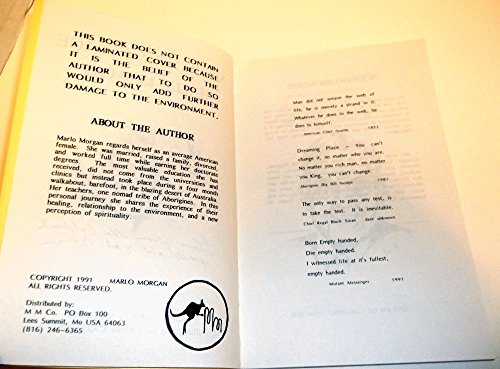 THIS BOOK DOES NOT CONTAIN
A LAMINATED COVER BECAUSE
IT IS THE BELIEF OF THE
AUTHOR THAT TO DO SO
WOULD ONLY ADD FURTHER
DAMAGE TO THE ENVIRONMENT.
ABOUT THE AUTHOR
Marlo Morgan regards herself as an average American
female. She was married, raised a family, divorced,
and worked full time while earning her doctorate
degrees. The most valuable education she has
received, did not come from the universities and
clinics but instead took place during a four month
walkabout, barefoot, in the blazing desert of Australia.
Her teachers, one nomad tribe of Aborigines. In this
personal journey she shares the experience of their
healing, relationship to the environment, and a new
perception of spirituality.
COPYRIGHT 1991 MARLO MORGAN
ALL RIGHTS RESERVED.
Distributed by:
M M Co. PO Box 100
Lees Summit, Mo USA 64063
(816) 246-6365
Man did not weave the web of
life, he is merely a strand in it.
Whatever he does to the web, he
does to himself.
American Chief Seattle 1853
Dreaming Place - You can't
change it, no matter who you are.
No matter you rich man, no matter
you King, you can't change it.
Aborigine Big Bill Neidjie 1982
The only way to pass any test, is
to take the test. It is inevitable.
Chief Regal Black Swan date unknown
Born Empty handed,
Die empty handed.
I witnessed life at it's fullest,
empty handed.
Mutant Messenger 1991